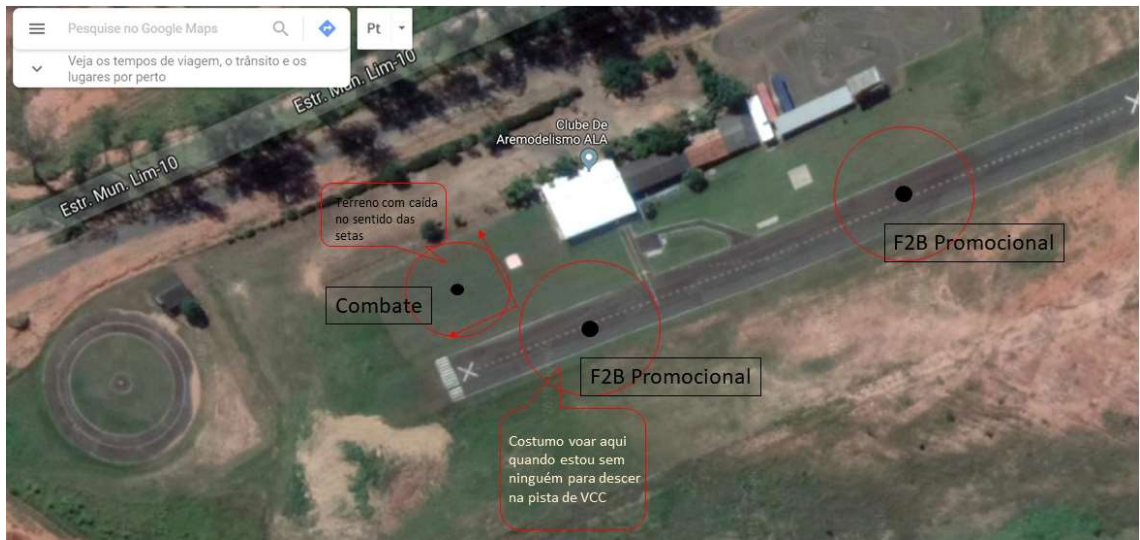 Pesquise no Google Maps
Pt
Veja os tempos de viagem, o trânsito e os
lugares por perto
Estr. Mun. Lim-10
Estr. Mun. Lim-10
Clube De
Aremodelismo ALA
Terreno com caída
no sentido das
setas
F2B Promocional
Combate
F2B Promocional
Costumo voar aqui
quando estou sem
ninguém para descer
na pista de VCC